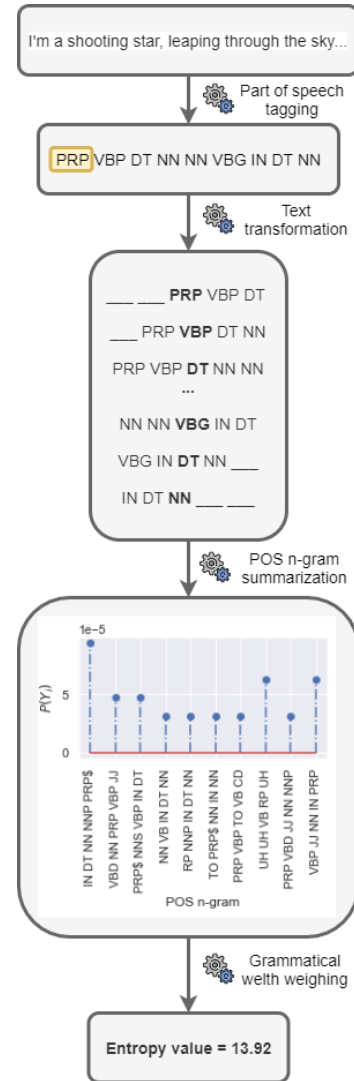 I'm a shooting star, leaping through the sky...
Part of speech
tagging
PRP VBP DT NN NN VBG IN DT NN
Text
transformation
___ ___ PRP VBP DT
___ PRP VBP DT NN
PRP VBP DT NN NN
...
NN NN VBG IN DT
VBG IN DT NN ___
IN DT NN ___ ___
POS n-gram
summarization
1e−5
P(Yi)
5
0
IN DT NN NNP PRP$
VBD NN PRP VBP JJ
PRP$ NNS VBP IN DT
NN VB IN DT NN
RP NNP IN DT NN
TO PRP$ NN IN NN
PRP VBP TO VB CD
UH UH VB RP UH
PRP VBD JJ NN NNP
VBP JJ NN IN PRP
POS n-gram
Grammatical
welth weighing
Entropy value = 13.92